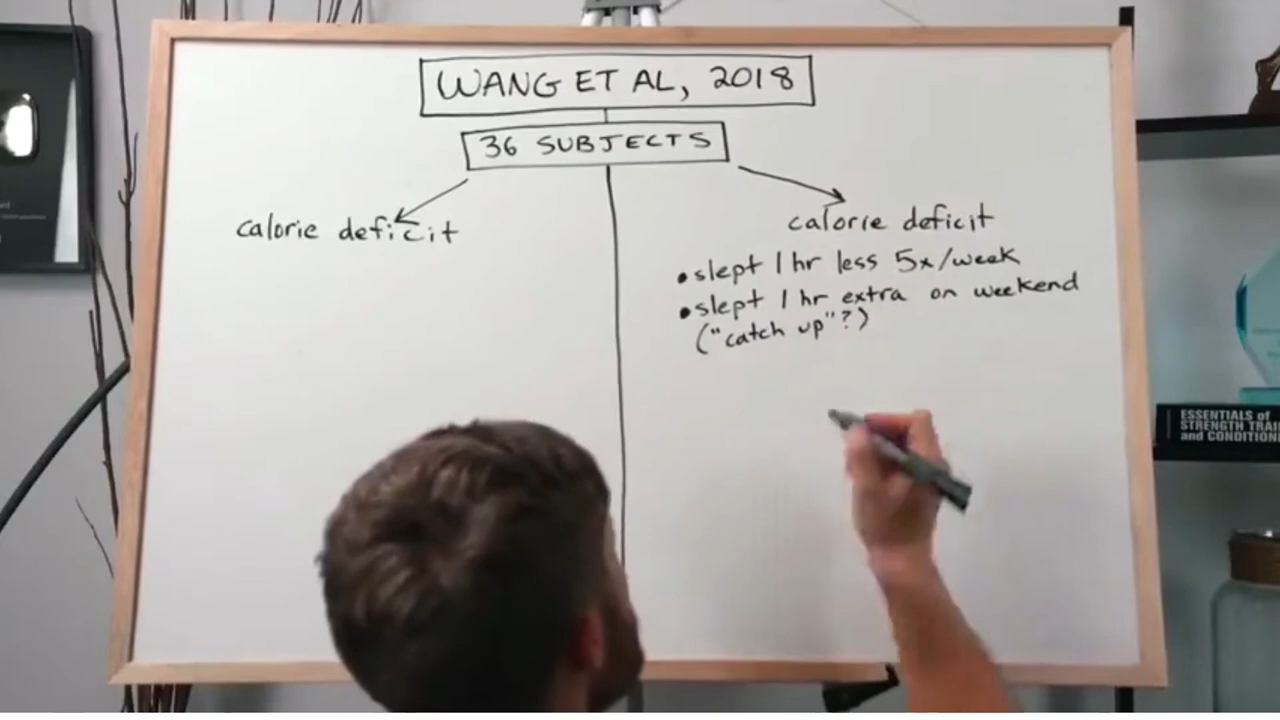 WANG ET AL, 2018
36 SUBJECTS
calorie deficit
calorie deficit
• slept 1 hr less 5x/week
• slept 1 hr extra on weekend
("catch up"?)
ESSENTIALS of
STRENGTH TRAI
and CONDITION